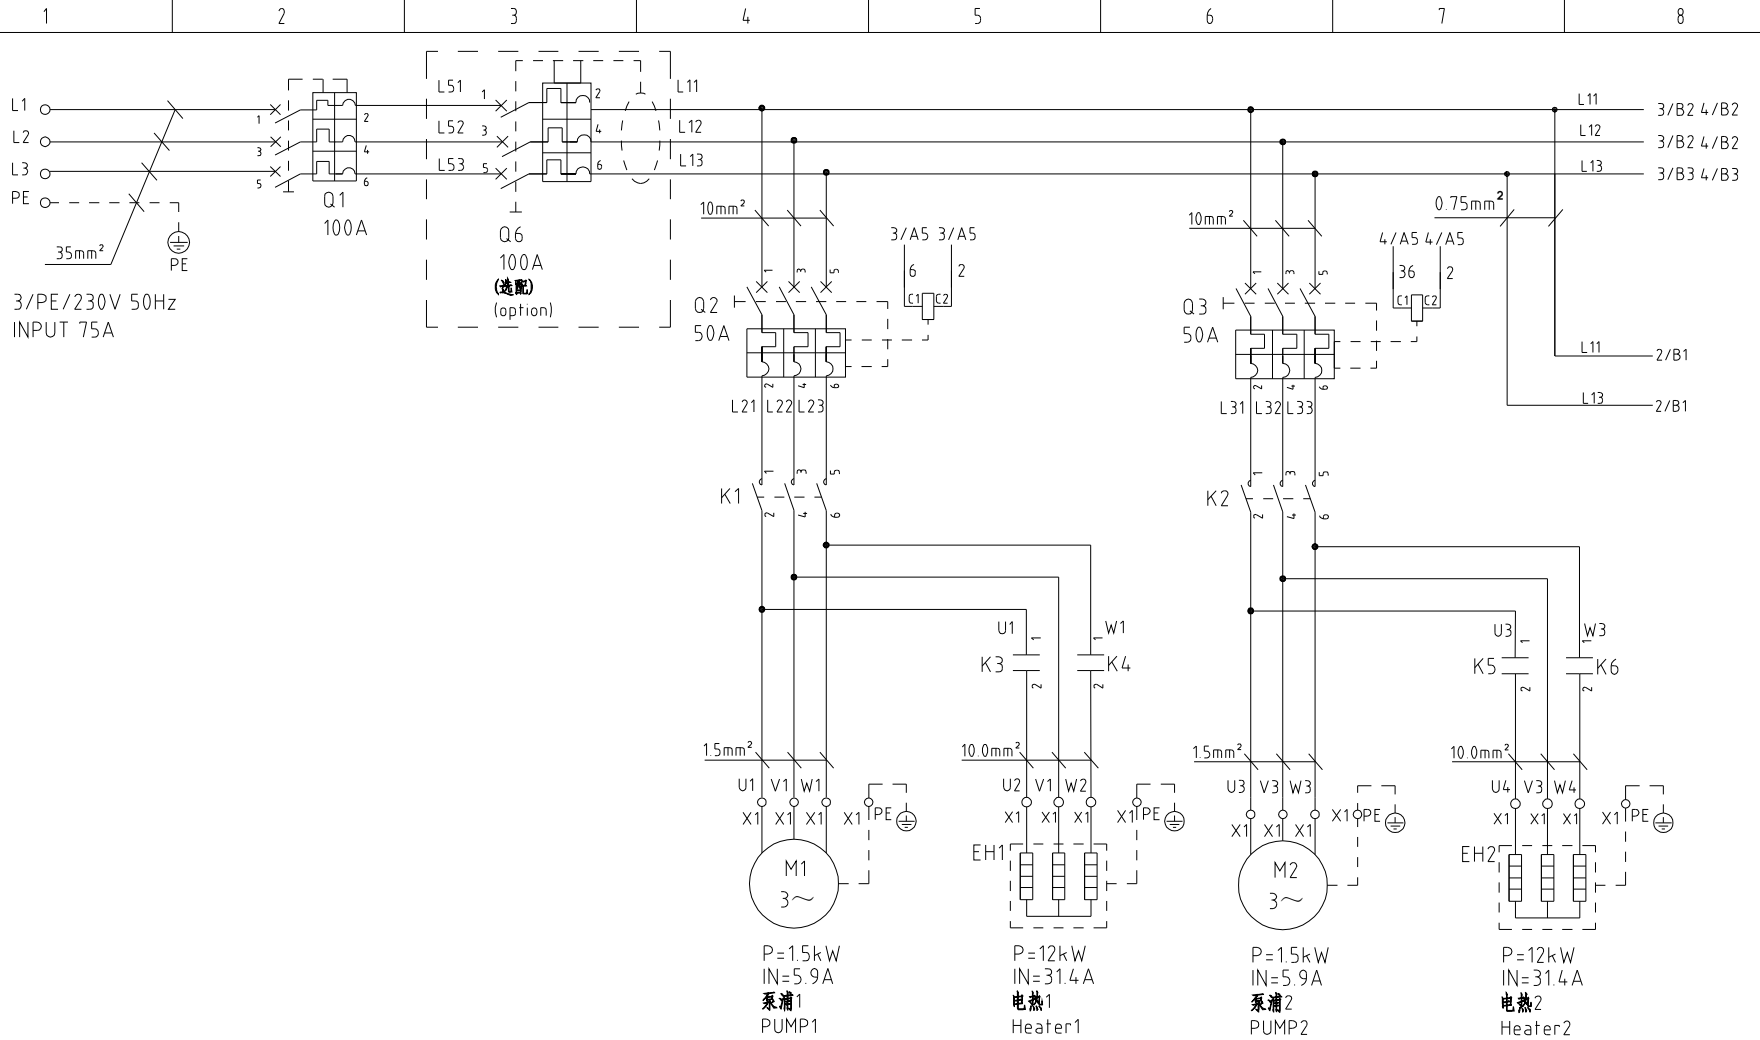 1 2 3 4 5 6 7 8
L1
L2
L3
PE
35mm²
PE
3/PE/230V 50Hz
INPUT 75A
1 2
3 4
5 6
Q1
100A
L51 1 2
L52 3 4
L53 5 6
Q6
100A
(选配)
(option)
L11
L12
L13
L11 3/B2 4/B2
L12 3/B2 4/B2
L13 3/B3 4/B3
10mm²
3/A5 3/A5
6 2
C1 C2
1 3 5
Q2
50A
2 4 6
L21 L22 L23
10mm²
4/A5 4/A5
36 2
C1 C2
1 3 5
Q3
50A
2 4 6
L31 L32 L33
0.75mm²
L11 2/B1
L13 2/B1
1 3 5
K1
2 4 6
1 3 5
K2
2 4 6
U1 1 W1 1
K3 K4
2 2
U3 1 W3 1
K5 K6
2 2
1.5mm²
U1 V1 W1
X1 X1 X1 X1 PE
10.0mm²
U2 V1 W2
X1 X1 X1 X1 PE
1.5mm²
U3 V3 W3
X1 X1 X1 X1 PE
10.0mm²
U4 V3 W4
X1 X1 X1 X1 PE
M1
3~
EH1
M2
3~
EH2
P=1.5kW
IN=5.9A
泵浦1
PUMP1
P=12kW
IN=31.4A
电热1
Heater1
P=1.5kW
IN=5.9A
泵浦2
PUMP2
P=12kW
IN=31.4A
电热2
Heater2